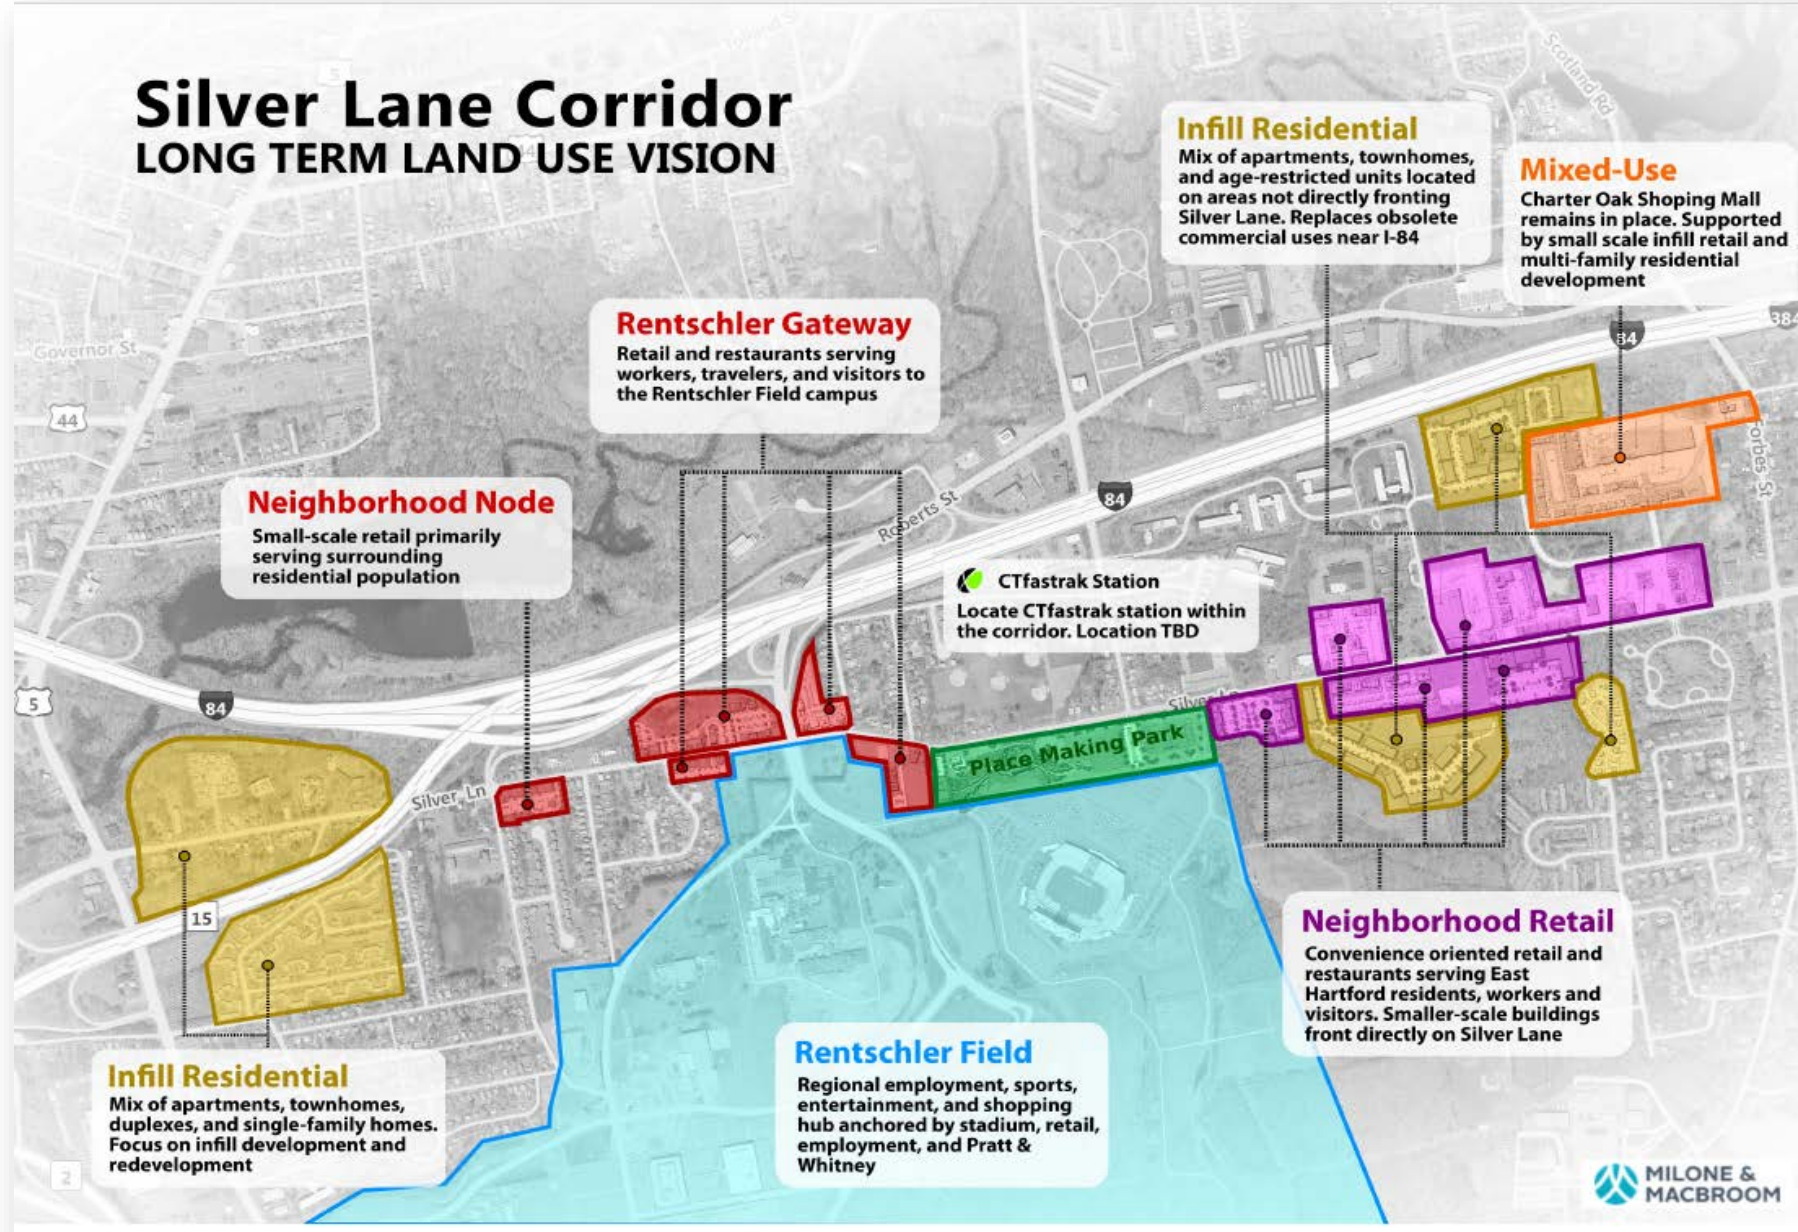 Silver Lane Corridor
LONG TERM LAND USE VISION
Infill Residential
Mix of apartments, townhomes,
and age-restricted units located
on areas not directly fronting
Silver Lane. Replaces obsolete
commercial uses near I-84
Mixed-Use
Charter Oak Shoping Mall
remains in place. Supported
by small scale infill retail and
multi-family residential
development
Rentschler Gateway
Retail and restaurants serving
workers, travelers, and visitors to
the Rentschler Field campus
Neighborhood Node
Small-scale retail primarily
serving surrounding
residential population
CTfastrak Station
Locate CTfastrak station within
the corridor. Location TBD
Place Making Park
Neighborhood Retail
Convenience oriented retail and
restaurants serving East
Hartford residents, workers and
visitors. Smaller-scale buildings
front directly on Silver Lane
Rentschler Field
Regional employment, sports,
entertainment, and shopping
hub anchored by stadium, retail,
employment, and Pratt &
Whitney
Infill Residential
Mix of apartments, townhomes,
duplexes, and single-family homes.
Focus on infill development and
redevelopment
Scotland Rd
Governor St
Roberts St
Forbes St
Silver Ln
44
5
84
84
84
384
15
2
MILONE &
MACBROOM